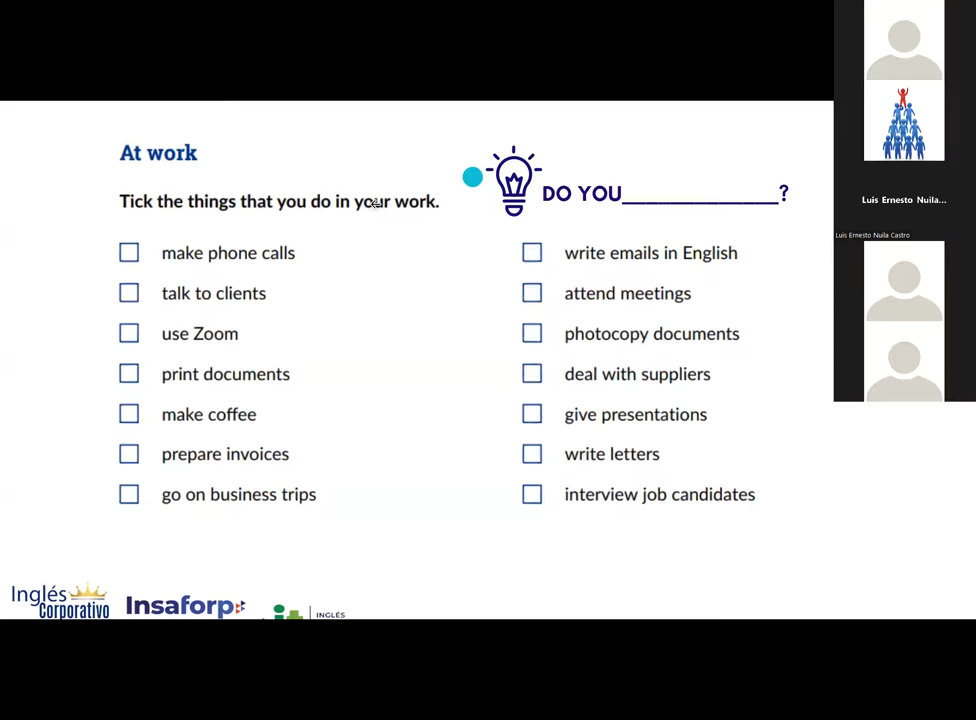 At work
DO YOU_______________?
Tick the things that you do in your work.
make phone calls
talk to clients
use Zoom
print documents
make coffee
prepare invoices
go on business trips
write emails in English
attend meetings
photocopy documents
deal with suppliers
give presentations
write letters
interview job candidates
Inglés
Corporativo
Insaforp
INGLÉS
Luis Ernesto Nuila...
Luis Ernesto Nuila Castro